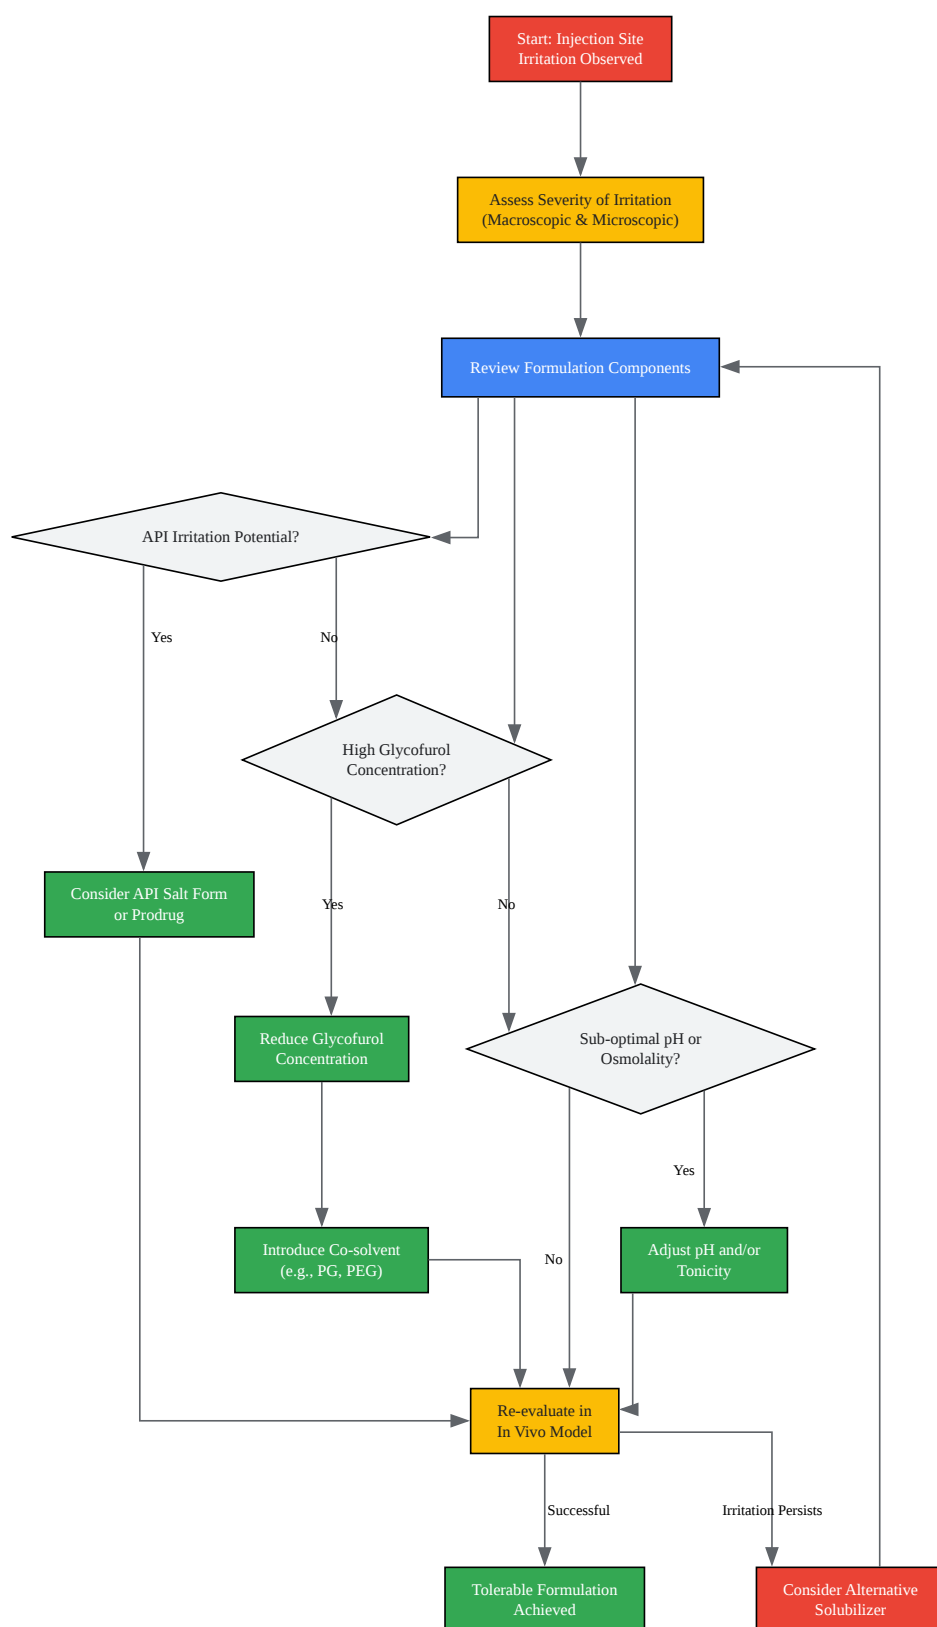 Start: Injection Site
Irritation Observed
Assess Severity of Irritation
(Macroscopic & Microscopic)
Review Formulation Components
API Irritation Potential?
Yes
No
High Glycofurol
Concentration?
Consider API Salt Form
or Prodrug
Yes
No
Reduce Glycofurol
Concentration
Sub-optimal pH or
Osmolality?
Yes
Introduce Co-solvent
(e.g., PG, PEG)
No
Adjust pH and/or
Tonicity
Re-evaluate in
In Vivo Model
Successful
Irritation Persists
Tolerable Formulation
Achieved
Consider Alternative
Solubilizer